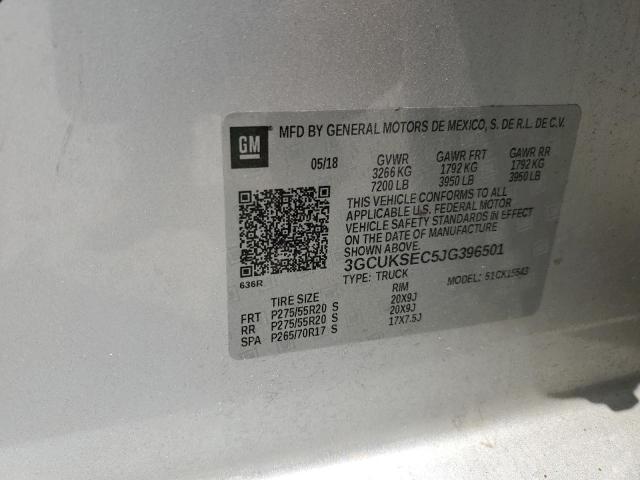 GM
MFD BY GENERAL MOTORS DE MEXICO, S. DE R.L. DE C.V.
05/18 GVWR GAWR FRT GAWR RR
3266 KG 1792 KG 1792 KG
7200 LB 3950 LB 3950 LB
THIS VEHICLE CONFORMS TO ALL
APPLICABLE U.S. FEDERAL MOTOR
VEHICLE SAFETY STANDARDS IN EFFECT
ON THE DATE OF MANUFACTURE
SHOWN ABOVE.
3GCUKSEC5JG396501
636R
TYPE: TRUCK MODEL: 51CK15543
TIRE SIZE RIM
FRT P275/55R20 S 20X9J
RR P275/55R20 S 20X9J
SPA P265/70R17 S 17X7.5J